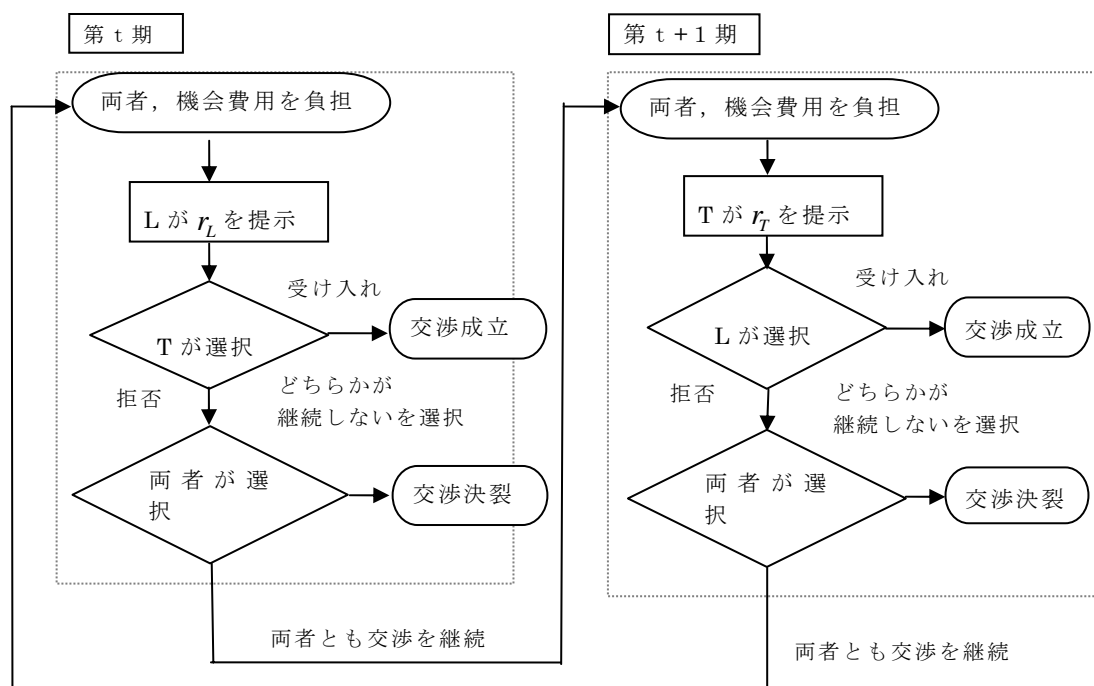 第t期
両者，機会費用を負担
Lが r_L を提示
受け入れ
Tが選択
交渉成立
拒否
どちらかが
継続しないを選択
両者が選
択
交渉決裂
両者とも交渉を継続
第t+1期
両者，機会費用を負担
Tが r_T を提示
受け入れ
Lが選択
交渉成立
拒否
どちらかが
継続しないを選択
両者が選
択
交渉決裂
両者とも交渉を継続